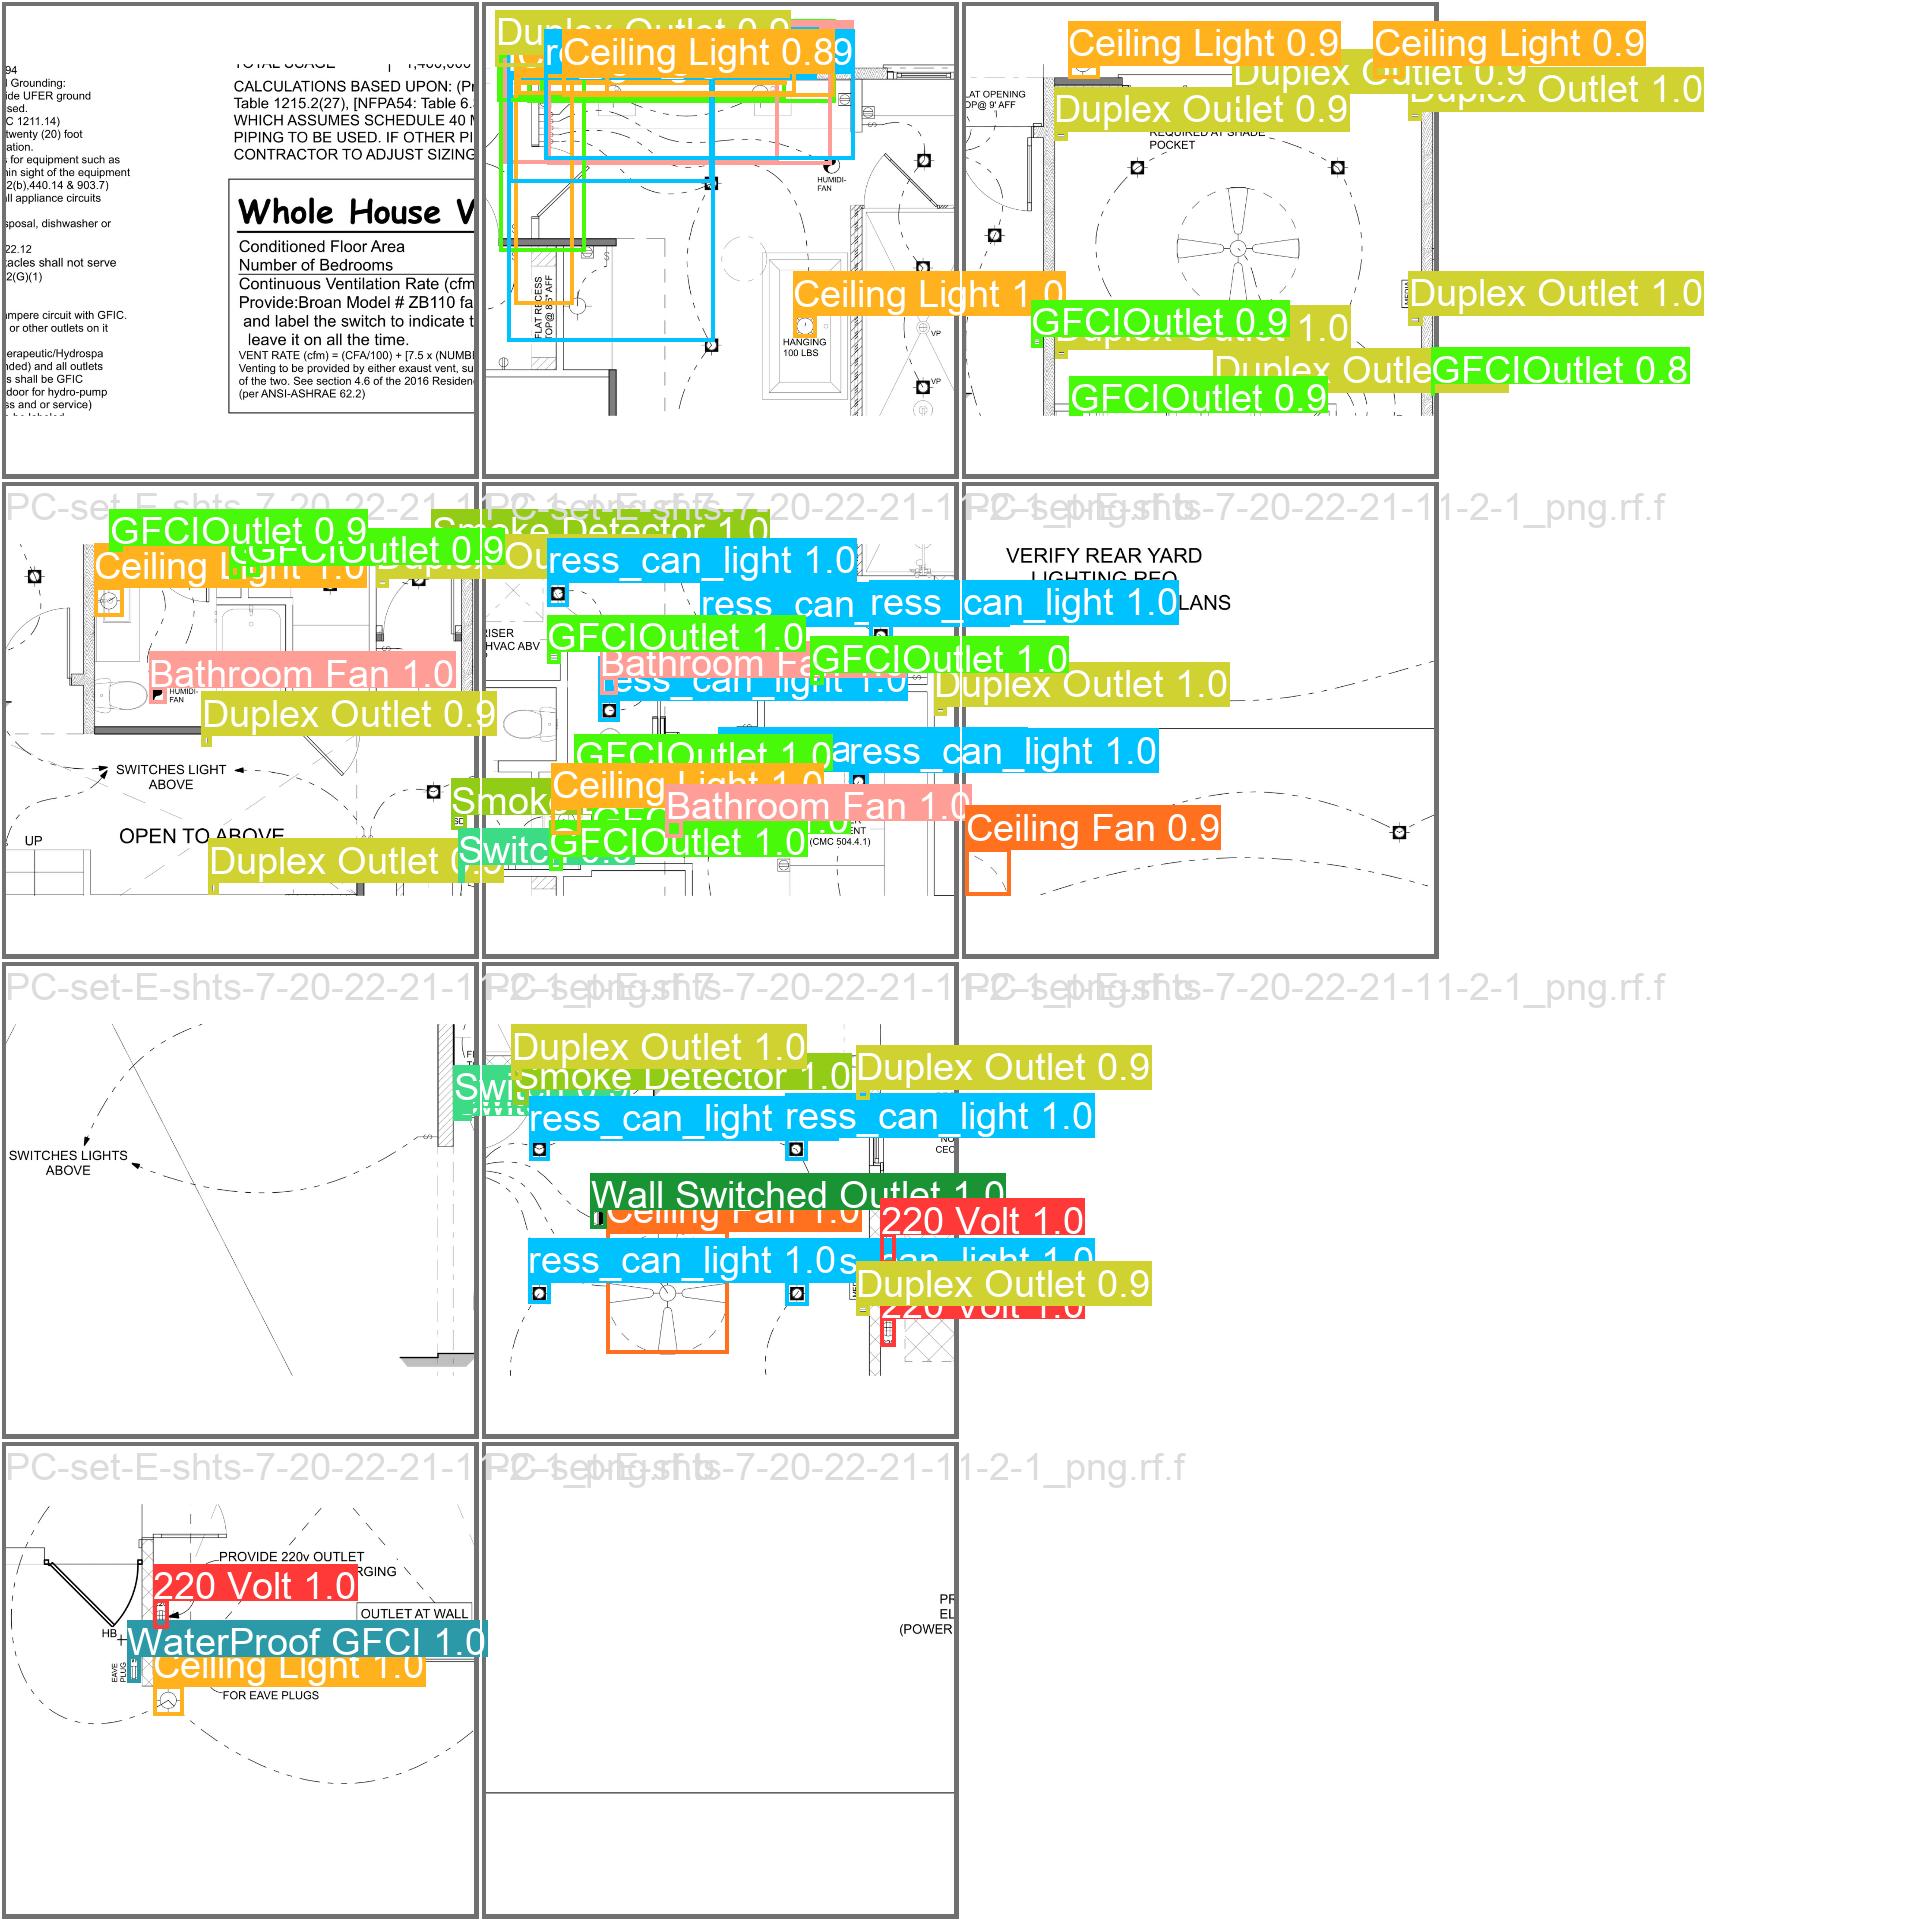 94
l Grounding:
ide UFER ground
sed.
C 1211.14)
twenty (20) foot
ation.
for equipment such as
in sight of the equipment
2(b),440.14 & 903.7)
ll appliance circuits
sposal, dishwasher or
22.12
tacles shall not serve
2(G)(1)
ampere circuit with GFIC.
or other outlets on it
erapeutic/Hydrospa
nded) and all outlets
s shall be GFIC
door for hydro-pump
ss and or service)
CALCULATIONS BASED UPON: (Pr
Table 1215.2(27), [NFPA54: Table 6.
WHICH ASSUMES SCHEDULE 40
PIPING TO BE USED. IF OTHER PI
CONTRACTOR TO ADJUST SIZING
Whole House V
Conditioned Floor Area
Number of Bedrooms
Continuous Ventilation Rate (cfm
Provide:Broan Model # ZB110 fa
and label the switch to indicate t
leave it on all the time.
VENT RATE (cfm) = (CFA/100) + [7.5 x (NUMBE
Venting to be provided by either exaust vent, su
of the two. See section 4.6 of the 2016 Residen
(per ANSI-ASHRAE 62.2)
Duplex Outlet 0.9
Ceiling Light 0.89
HUMIDI-
FAN
FLAT RECESS
TOP@ 8'6" AFF
Ceiling Light 1.0
HANGING
100 LBS
VP
VP
Ceiling Light 0.9
Ceiling Light 0.9
Duplex Outlet 0.9
Duplex Outlet 1.0
LAT OPENING
OP@ 9' AFF
Duplex Outlet 0.9
REQUIRED AT SHADE
POCKET
Duplex Outlet 1.0
GFCIOutlet 0.9
1.0
Duplex Outle
GFCIOutlet 0.8
GFCIOutlet 0.9
PC-set-E-shts-7-20-22-21-11-2-1_png.rf.f
GFCIOutlet 0.9
GFCIOutlet 0.9
Ceiling Light 1.0
Bathroom Fan 1.0
HUMIDI-
FAN
Duplex Outlet 0.9
SWITCHES LIGHT
ABOVE
UP
OPEN TO ABOVE
Duplex Outlet 0.9
Smoke Detector 1.0
ress_can_light 1.0
ress_can_
ress_can_light 1.0
RISER
HVAC ABV
GFCIOutlet 1.0
Bathroom Fa
GFCIOutlet 1.0
ress_can_light 1.0
Duplex Outlet 1.0
GFCIOutlet 1.0
ress_can_light 1.0
Smoke
Ceiling Light 1.0
Bathroom Fan 1.0
Switc
GFCIOutlet 1.0
(CMC 504.4.1)
VERIFY REAR YARD
LIGHTING REQ
LANS
Ceiling Fan 0.9
PC-set-E-shts-7-20-22-21-11-2-1_png.rf.f
SWITCHES LIGHTS
ABOVE
Switch 0.9
Duplex Outlet 1.0
Smoke Detector 1.0
Duplex Outlet 0.9
ress_can_light
ress_can_light 1.0
Wall Switched Outlet 1.0
Ceiling Fan 1.0
220 Volt 1.0
ress_can_light 1.0
can_light 1.0
Duplex Outlet 0.9
220 Volt 1.0
PC-set-E-shts-7-20-22-21-11-2-1_png.rf.f
PROVIDE 220v OUTLET
RGING
220 Volt 1.0
OUTLET AT WALL
HB
WaterProof GFCI 1.0
EAVE
PLUG
Ceiling Light 1.0
FOR EAVE PLUGS
PR
EL
(POWER